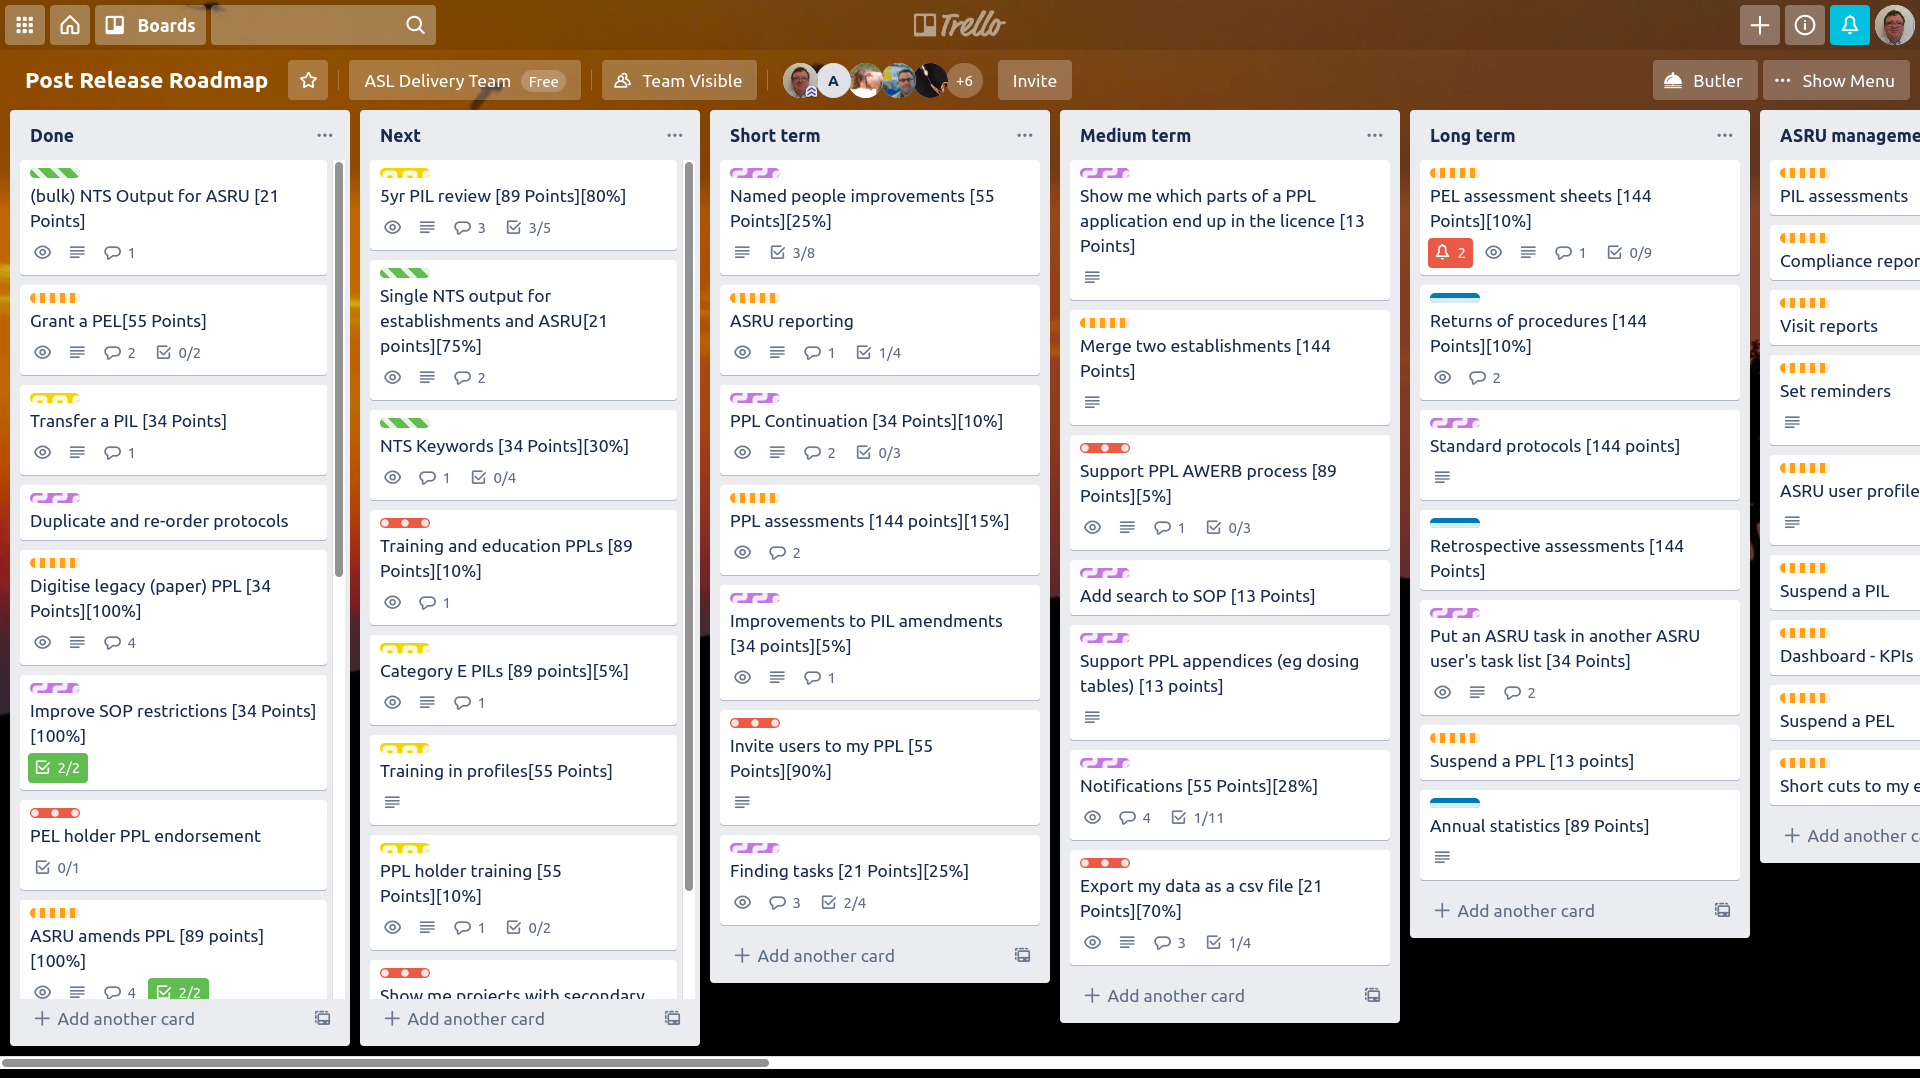 Boards
Trello
Post Release Roadmap
ASL Delivery Team Free
Team Visible
A
+6
Invite
Butler
Show Menu
Done
(bulk) NTS Output for ASRU [21
Points]
1
Grant a PEL[55 Points]
2 0/2
Transfer a PIL [34 Points]
1
Duplicate and re-order protocols
Digitise legacy (paper) PPL [34
Points][100%]
4
Improve SOP restrictions [34 Points]
[100%]
2/2
PEL holder PPL endorsement
0/1
ASRU amends PPL [89 points]
[100%]
4 2/2
Add another card
Next
5yr PIL review [89 Points][80%]
3 3/5
Single NTS output for
establishments and ASRU[21
points][75%]
2
NTS Keywords [34 Points][30%]
1 0/4
Training and education PPLs [89
Points][10%]
1
Category E PILs [89 points][5%]
1
Training in profiles[55 Points]
PPL holder training [55
Points][10%]
1 0/2
Show me projects with secondary
Add another card
Short term
Named people improvements [55
Points][25%]
3/8
ASRU reporting
1 1/4
PPL Continuation [34 Points][10%]
2 0/3
PPL assessments [144 points][15%]
2
Improvements to PIL amendments
[34 points][5%]
1
Invite users to my PPL [55
Points][90%]
Finding tasks [21 Points][25%]
3 2/4
Add another card
Medium term
Show me which parts of a PPL
application end up in the licence [13
Points]
Merge two establishments [144
Points]
Support PPL AWERB process [89
Points][5%]
1 0/3
Add search to SOP [13 Points]
Support PPL appendices (eg dosing
tables) [13 points]
Notifications [55 Points][28%]
4 1/11
Export my data as a csv file [21
Points][70%]
3 1/4
Add another card
Long term
PEL assessment sheets [144
Points][10%]
2 1 0/9
Returns of procedures [144
Points][10%]
2
Standard protocols [144 points]
Retrospective assessments [144
Points]
Put an ASRU task in another ASRU
user's task list [34 Points]
2
Suspend a PPL [13 points]
Annual statistics [89 Points]
Add another card
ASRU manageme
PIL assessments
Compliance repor
Visit reports
Set reminders
ASRU user profile
Suspend a PIL
Dashboard - KPIs
Suspend a PEL
Short cuts to my e
Add another ca